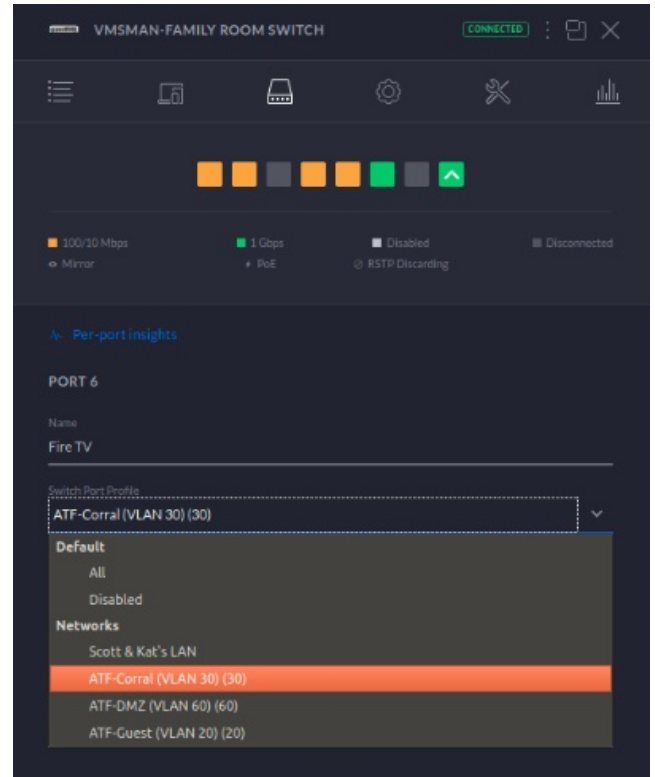 VMSMAN-FAMILY ROOM SWITCH CONNECTED
100/10 Mbps 1 Gbps Disabled Disconnected
Mirror PoE RSTP Discarding
Per-port insights
PORT 6
Name
Fire TV
Switch Port Profile
ATF-Corral (VLAN 30) (30)
Default
All
Disabled
Networks
Scott & Kat's LAN
ATF-Corral (VLAN 30) (30)
ATF-DMZ (VLAN 60) (60)
ATF-Guest (VLAN 20) (20)